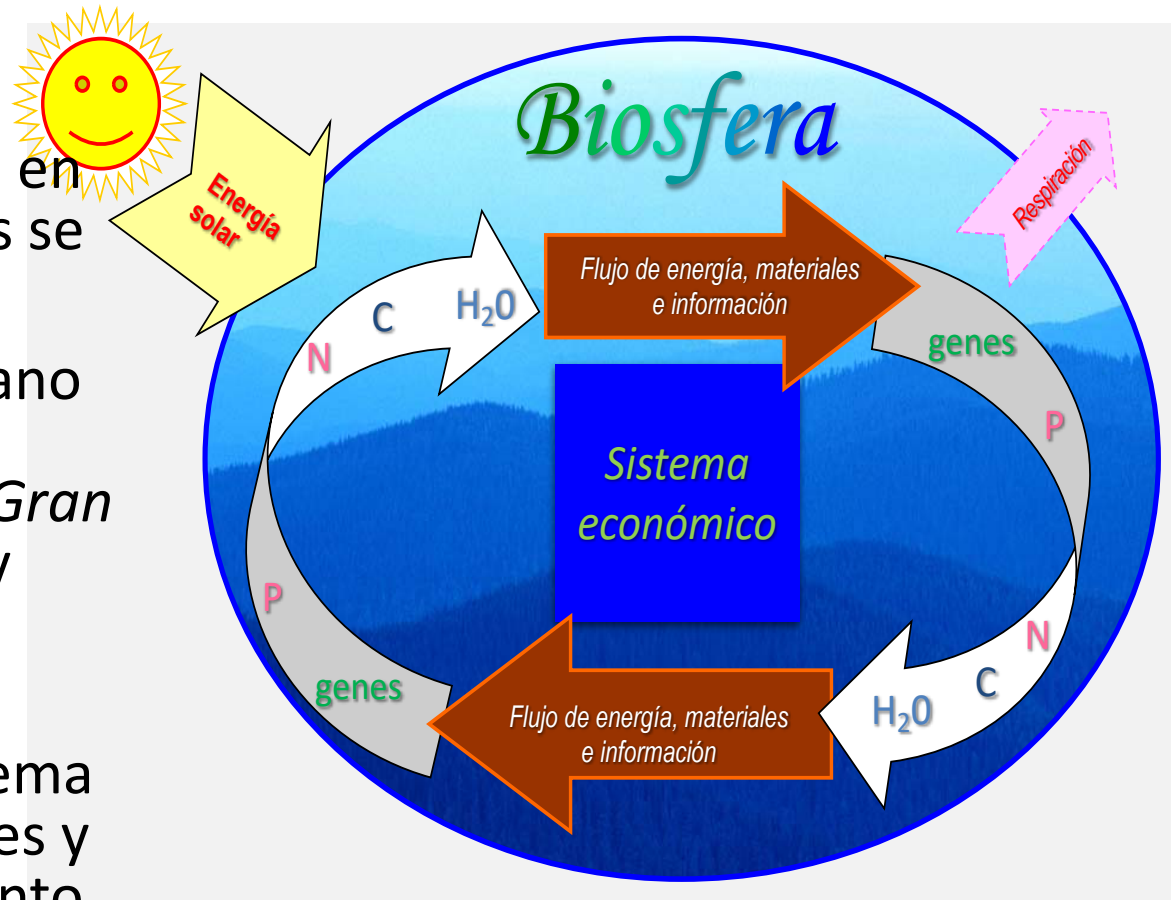 en
s se
ano
Gran
y
ema
es y
nto
Biosfera
Energía
solar
Respiración
Flujo de energía, materiales
e información
H₂0
C
N
genes
P
Sistema
económico
P
genes
N
C
H₂0
Flujo de energía, materiales
e información